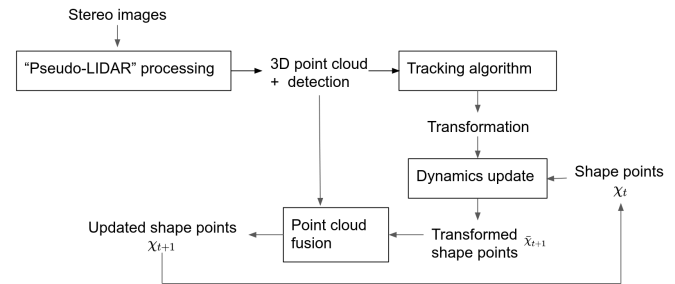 Stereo images
“Pseudo-LIDAR” processing
3D point cloud
+ detection
Tracking algorithm
Transformation
Dynamics update
Shape points
χt
Updated shape points
χt+1
Point cloud
fusion
Transformed χ̄t+1
shape points